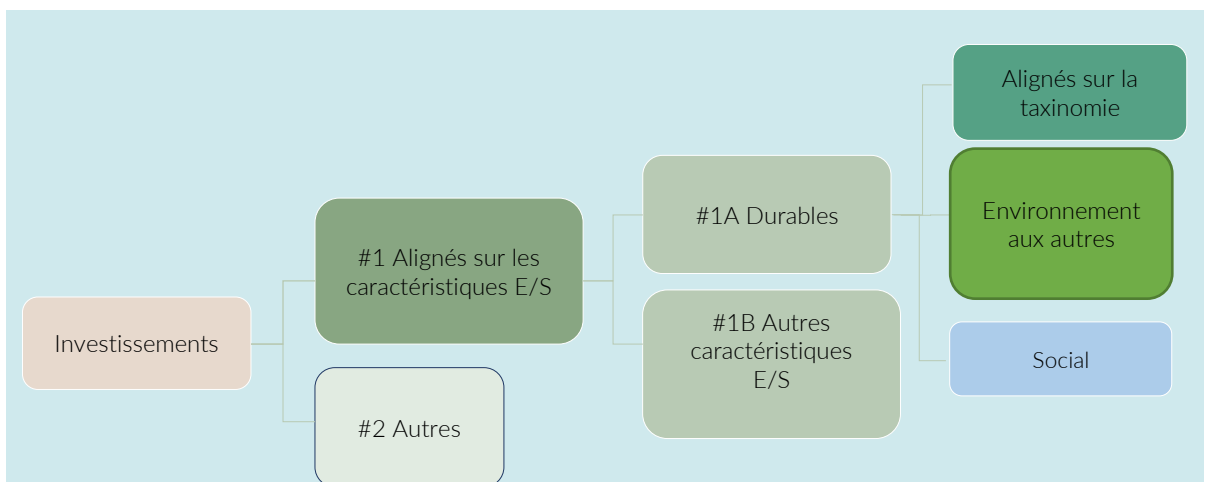 Investissements
#1 Alignés sur les
caractéristiques E/S
#2 Autres
#1A Durables
#1B Autres
caractéristiques
E/S
Alignés sur la
taxinomie
Environnement
aux autres
Social